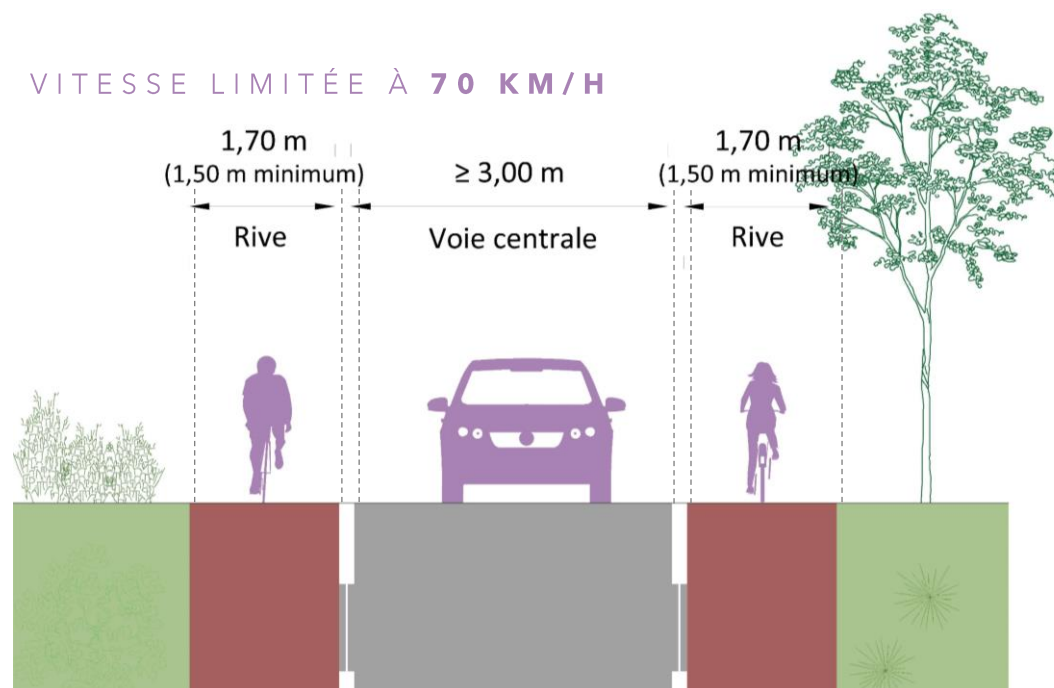 VITESSE LIMITÉE À 70 KM/H
1,70 m
(1,50 m minimum)
Rive
≥ 3,00 m
Voie centrale
1,70 m
(1,50 m minimum)
Rive